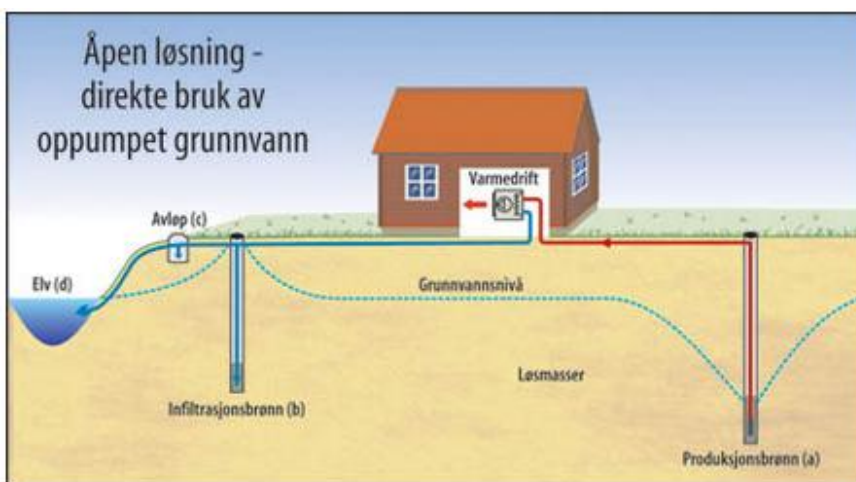 Åpen løsning -
direkte bruk av
oppumpet grunnvann
Varmedrift
Avløp (c)
Elv (d)
Grunnvannsnivå
Løsmasser
Infiltrasjonsbrønn (b)
Produksjonsbrønn (a)